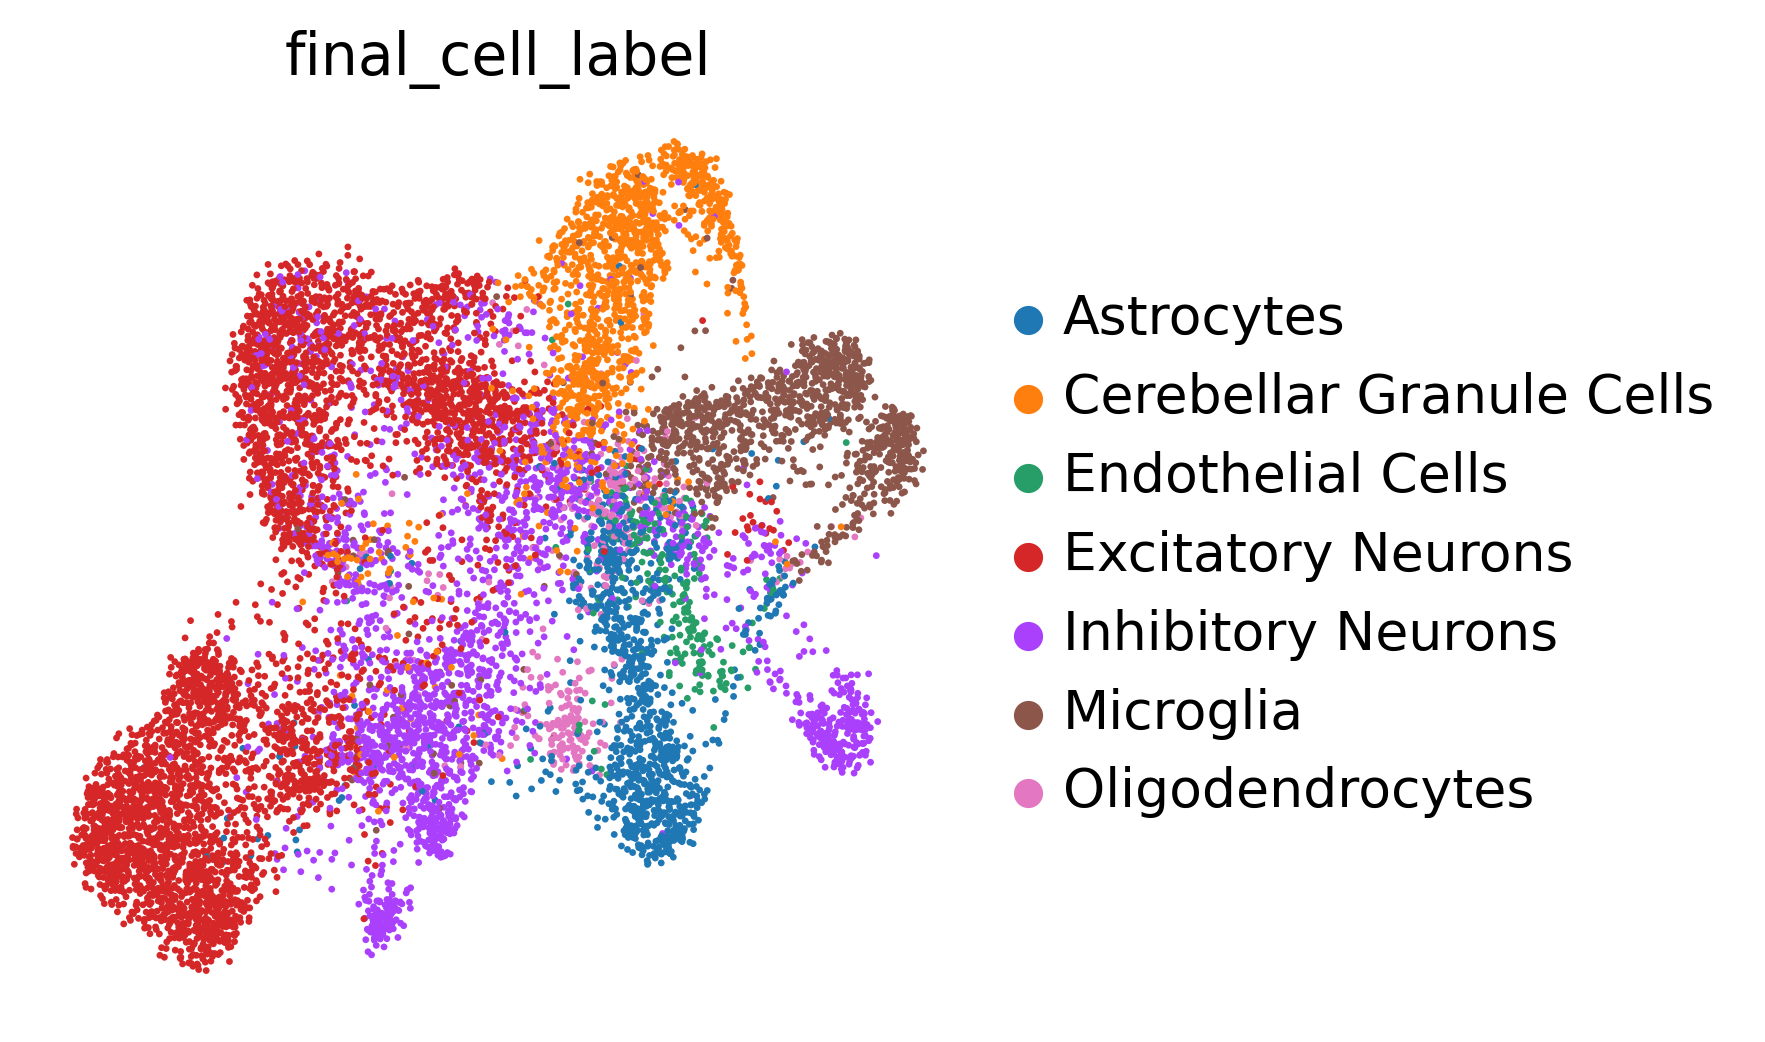 final_cell_label
Astrocytes
Cerebellar Granule Cells
Endothelial Cells
Excitatory Neurons
Inhibitory Neurons
Microglia
Oligodendrocytes